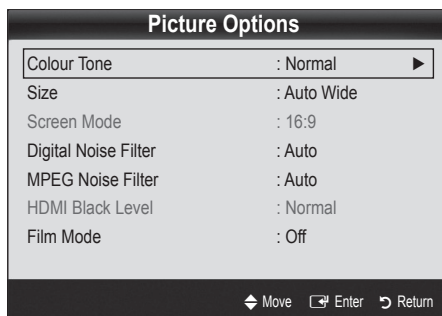 Picture Options
Colour Tone : Normal
Size : Auto Wide
Screen Mode : 16:9
Digital Noise Filter : Auto
MPEG Noise Filter : Auto
HDMI Black Level : Normal
Film Mode : Off
Move Enter Return